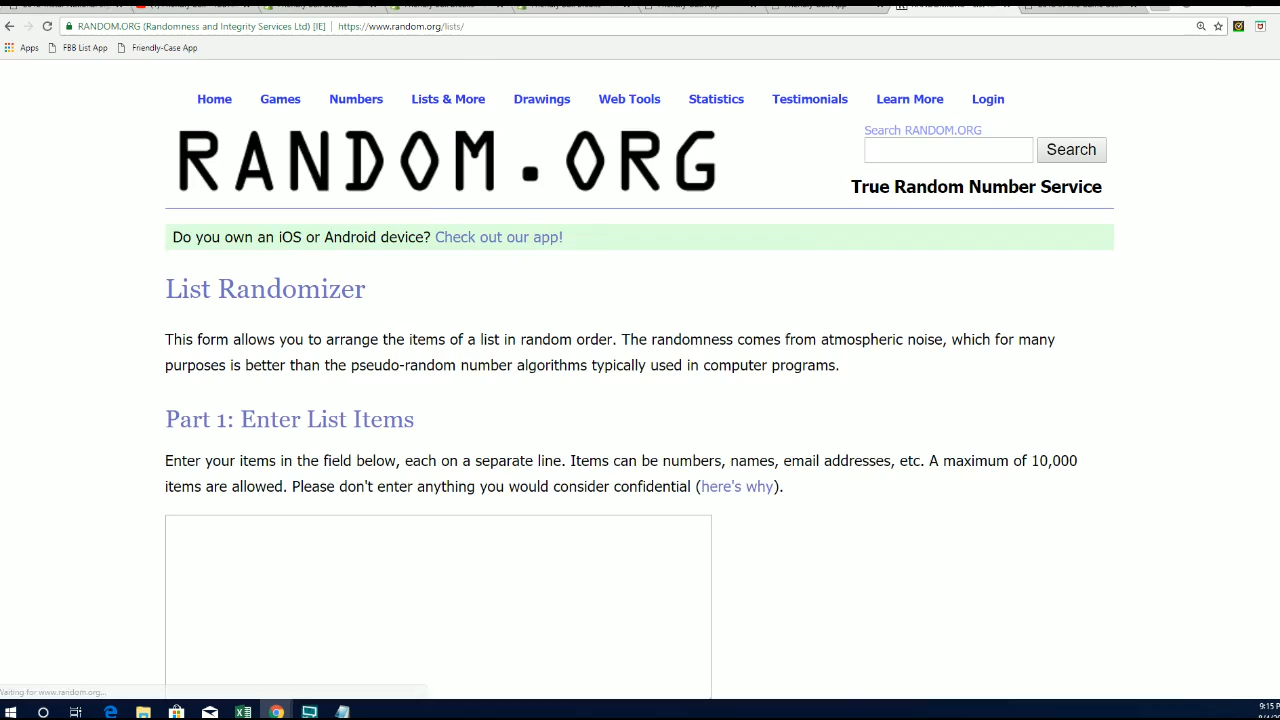 RANDOM.ORG (Randomness and Integrity Services Ltd) [IE] https://www.random.org/lists/
Apps FBB List App Friendly-Case App
Home Games Numbers Lists & More Drawings Web Tools Statistics Testimonials Learn More Login
RANDOM.ORG
Search RANDOM.ORG
Search
True Random Number Service
Do you own an iOS or Android device? Check out our app!
List Randomizer
This form allows you to arrange the items of a list in random order. The randomness comes from atmospheric noise, which for many
purposes is better than the pseudo-random number algorithms typically used in computer programs.
Part 1: Enter List Items
Enter your items in the field below, each on a separate line. Items can be numbers, names, email addresses, etc. A maximum of 10,000
items are allowed. Please don't enter anything you would consider confidential (here's why).
Waiting for www.random.org...
9:15 P